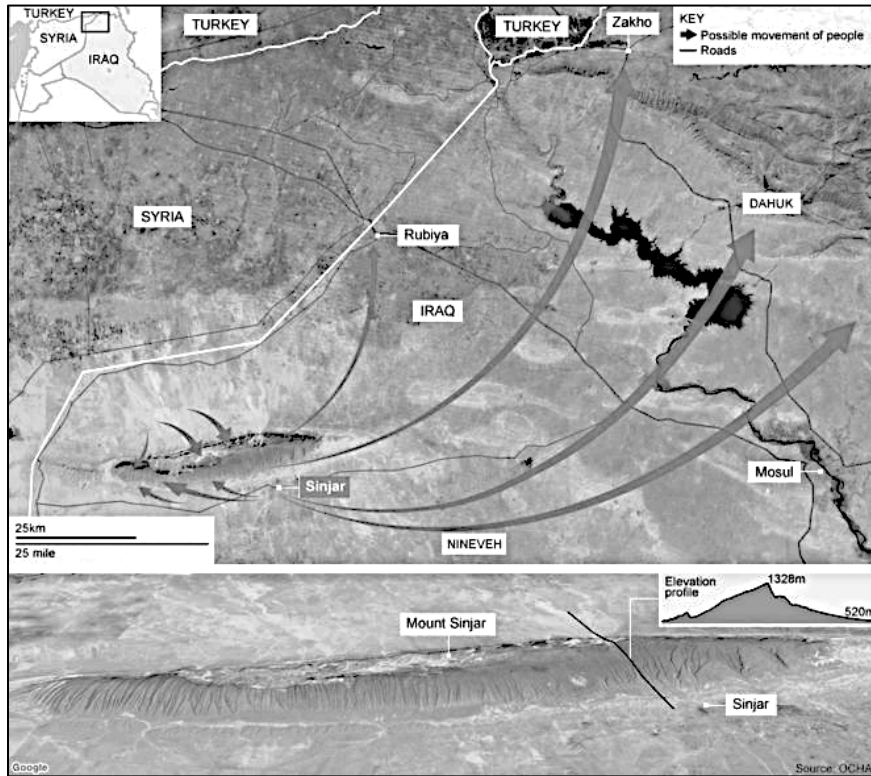 TURKEY
SYRIA
IRAQ
TURKEY
TURKEY
Zakho
KEY
Possible movement of people
Roads
SYRIA
DAHUK
Rubiya
IRAQ
Sinjar
Mosul
25km
25 mile
NINEVEH
Elevation
profile
1328m
520m
Mount Sinjar
Sinjar
Google
Source: OCHA